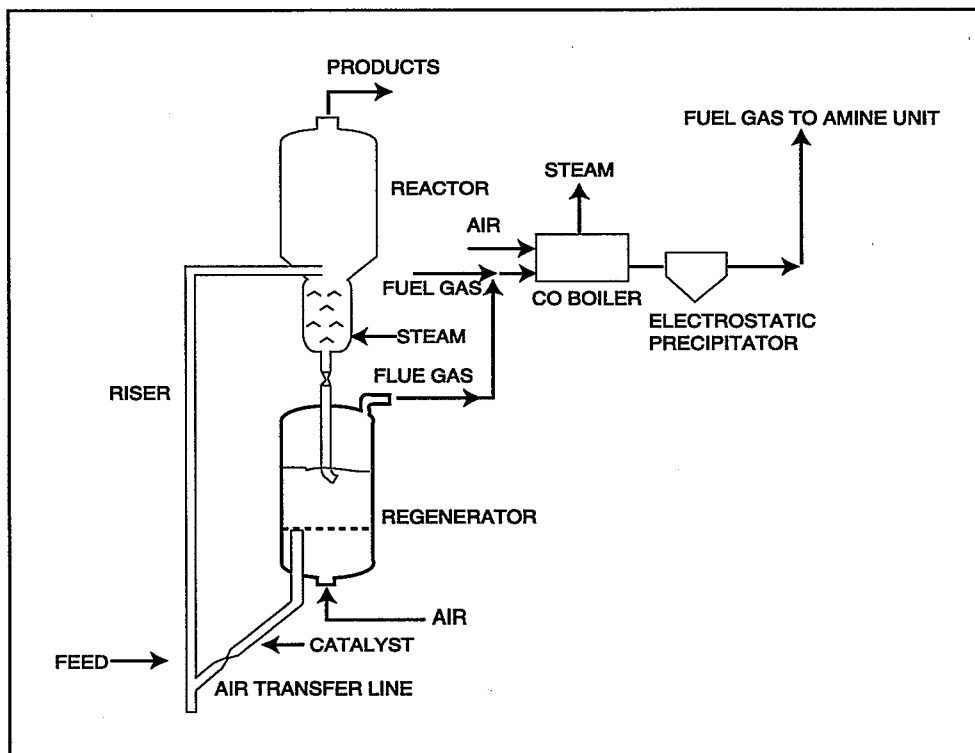 PRODUCTS
FUEL GAS TO AMINE UNIT
STEAM
REACTOR
AIR
FUEL GAS
CO BOILER
ELECTROSTATIC
PRECIPITATOR
STEAM
RISER
FLUE GAS
REGENERATOR
AIR
CATALYST
FEED
AIR TRANSFER LINE